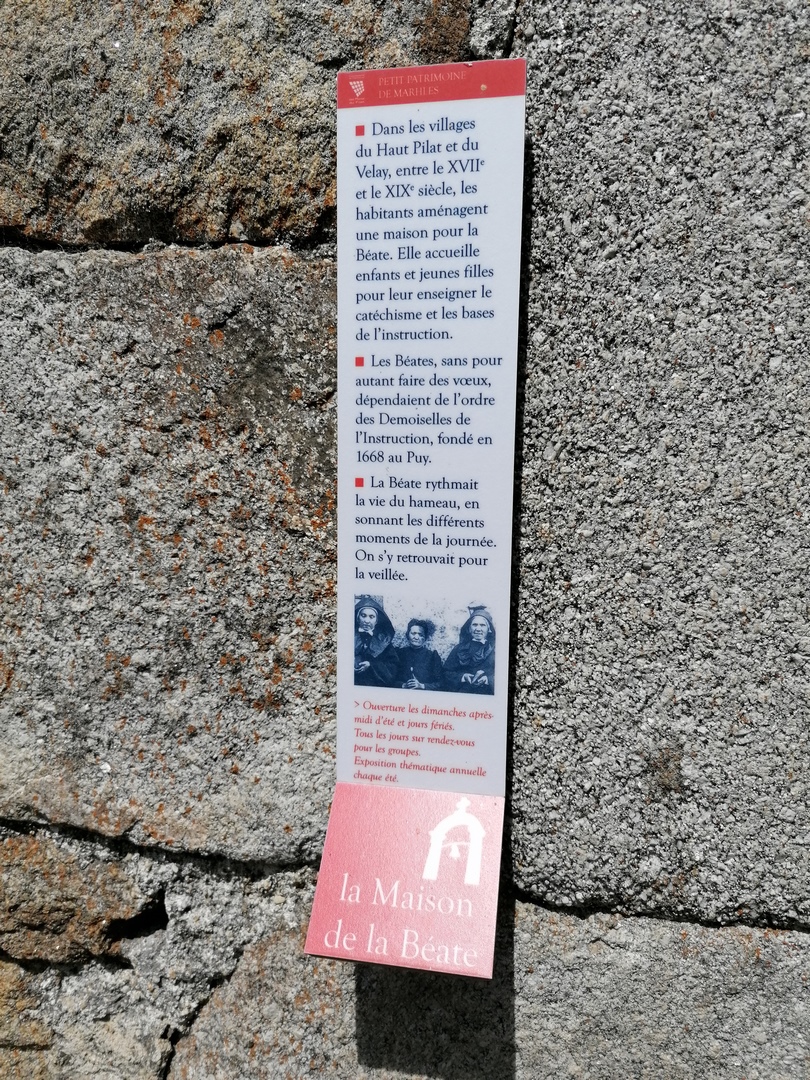 PETIT PATRIMOINE
DE MARLHES
■ Dans les villages
du Haut Pilat et du
Velay, entre le XVIIᵉ
et le XIXᵉ siècle, les
habitants aménagent
une maison pour la
Béate. Elle accueille
enfants et jeunes filles
pour leur enseigner le
catéchisme et les bases
de l'instruction.
■ Les Béates, sans pour
autant faire des vœux,
dépendaient de l'ordre
des Demoiselles de
l'Instruction, fondé en
1668 au Puy.
■ La Béate rythmait
la vie du hameau, en
sonnant les différents
moments de la journée.
On s'y retrouvait pour
la veillée.
> Ouverture les dimanches après-
midi d'été et jours fériés.
Tous les jours sur rendez-vous
pour les groupes.
Exposition thématique annuelle
chaque été.
la Maison
de la Béate